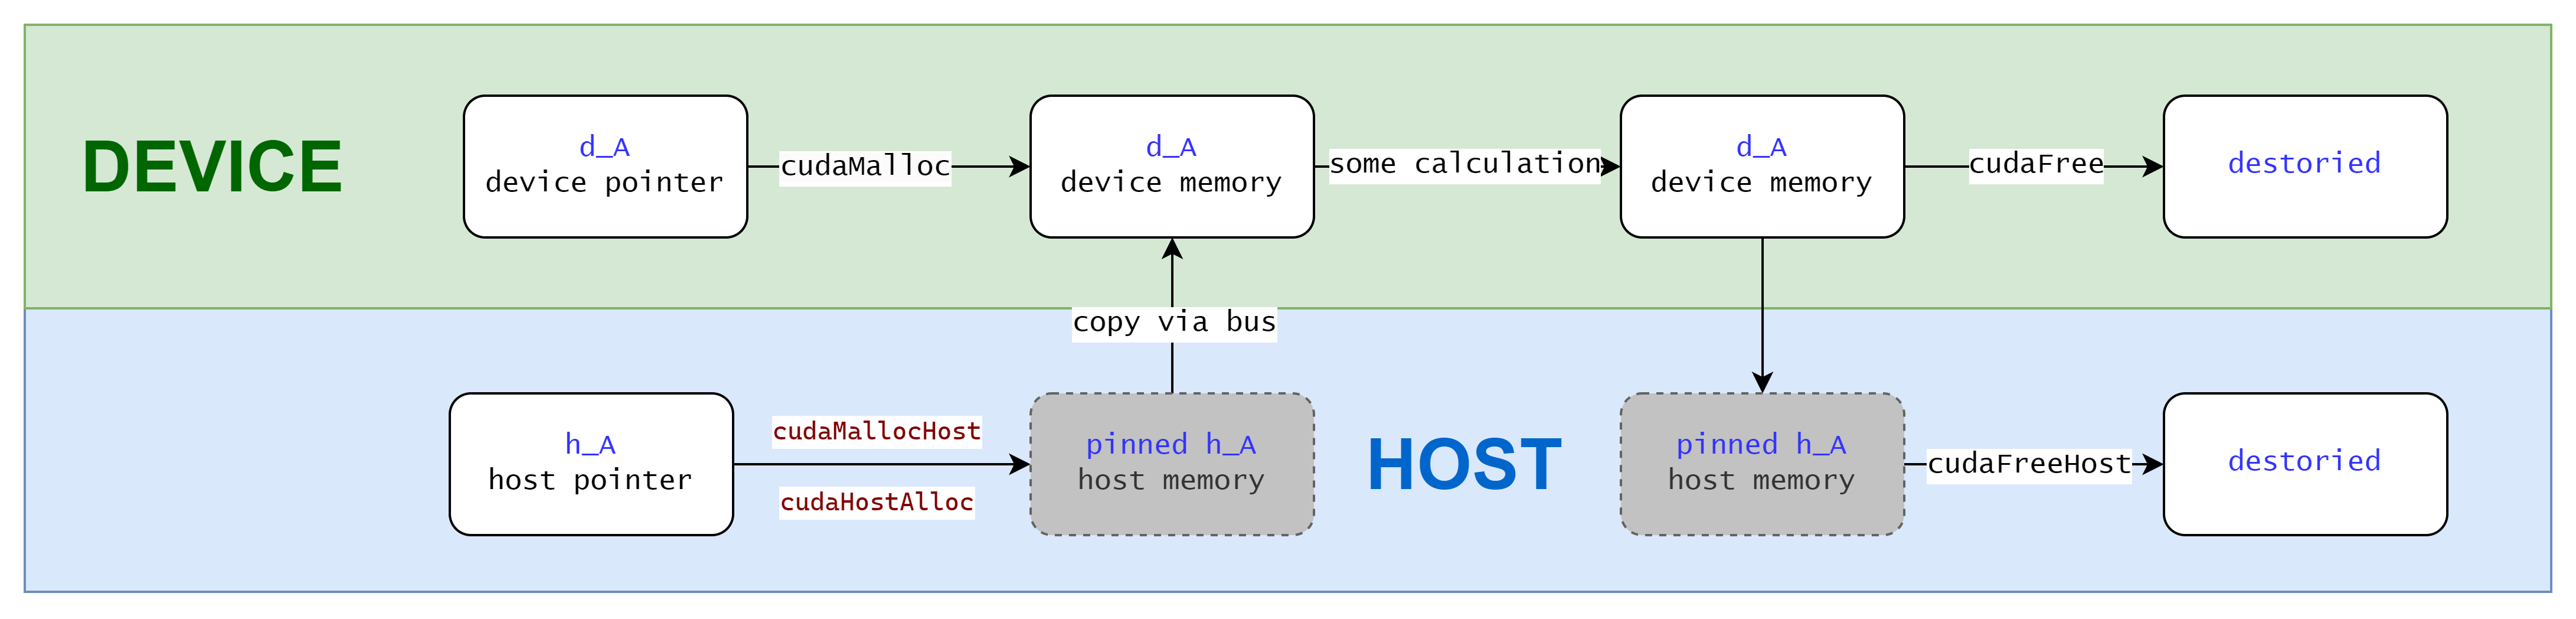 DEVICE
d_A
device pointer
cudaMalloc
d_A
device memory
some calculation
d_A
device memory
cudaFree
destoried
copy via bus
h_A
host pointer
cudaMallocHost
cudaHostAlloc
pinned h_A
host memory
HOST
pinned h_A
host memory
cudaFreeHost
destoried